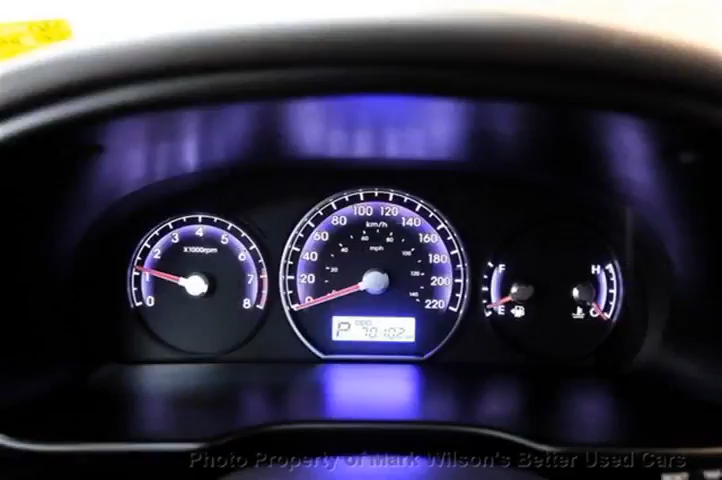 X1000rpm
0 1 2 3 4 5 6 7 8
km/h
0 20 40 60 80 100 120 140 160 180 200 220
mph
P ODO 70102
F
E
H
C
Photo Property of Mark Wilson's Better Used Cars